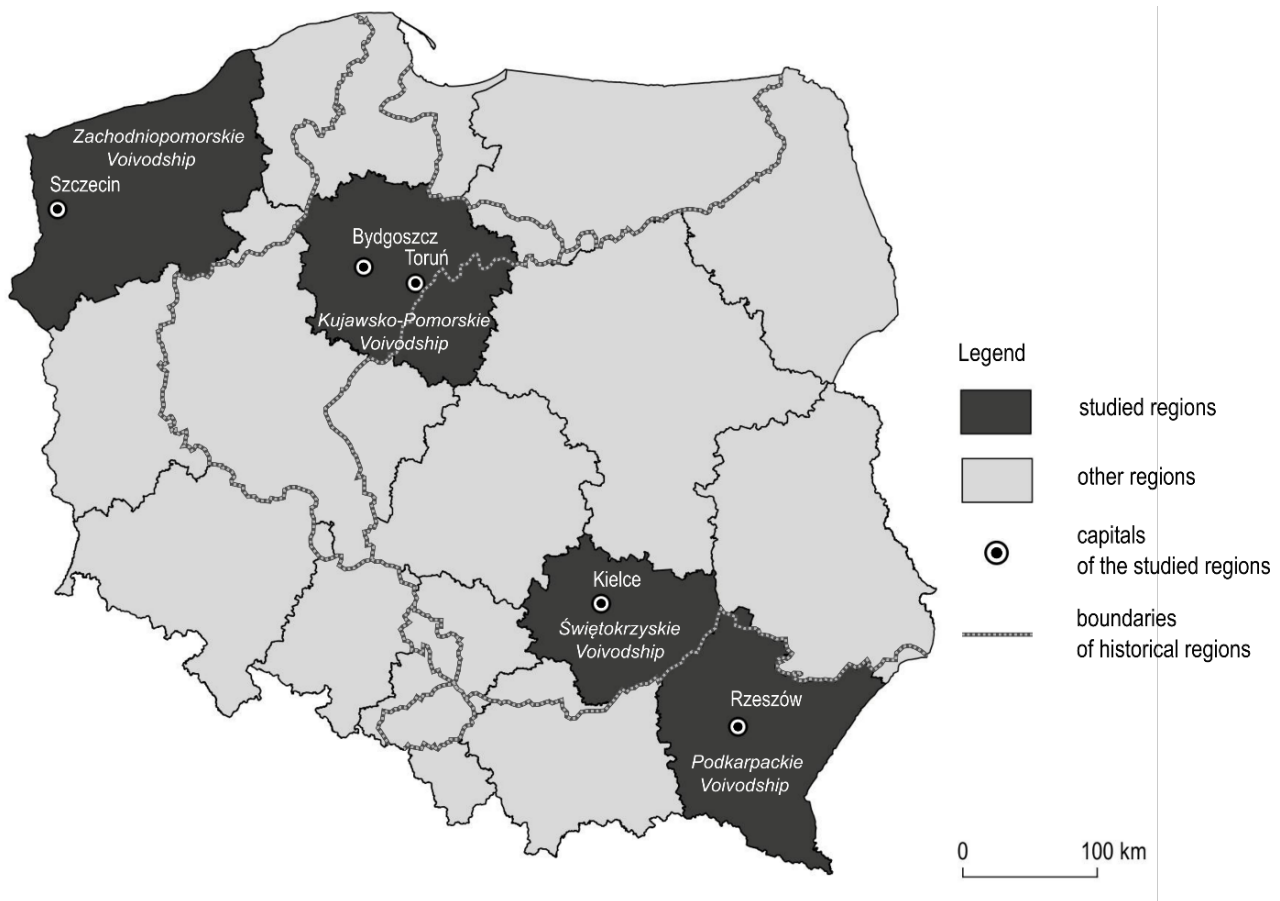 Zachodniopomorskie
Voivodship
Szczecin
Bydgoszcz
Toruń
Kujawsko-Pomorskie
Voivodship
Kielce
Świętokrzyskie
Voivodship
Rzeszów
Podkarpackie
Voivodship
Legend
studied regions
other regions
capitals
of the studied regions
boundaries
of historical regions
0 100 km